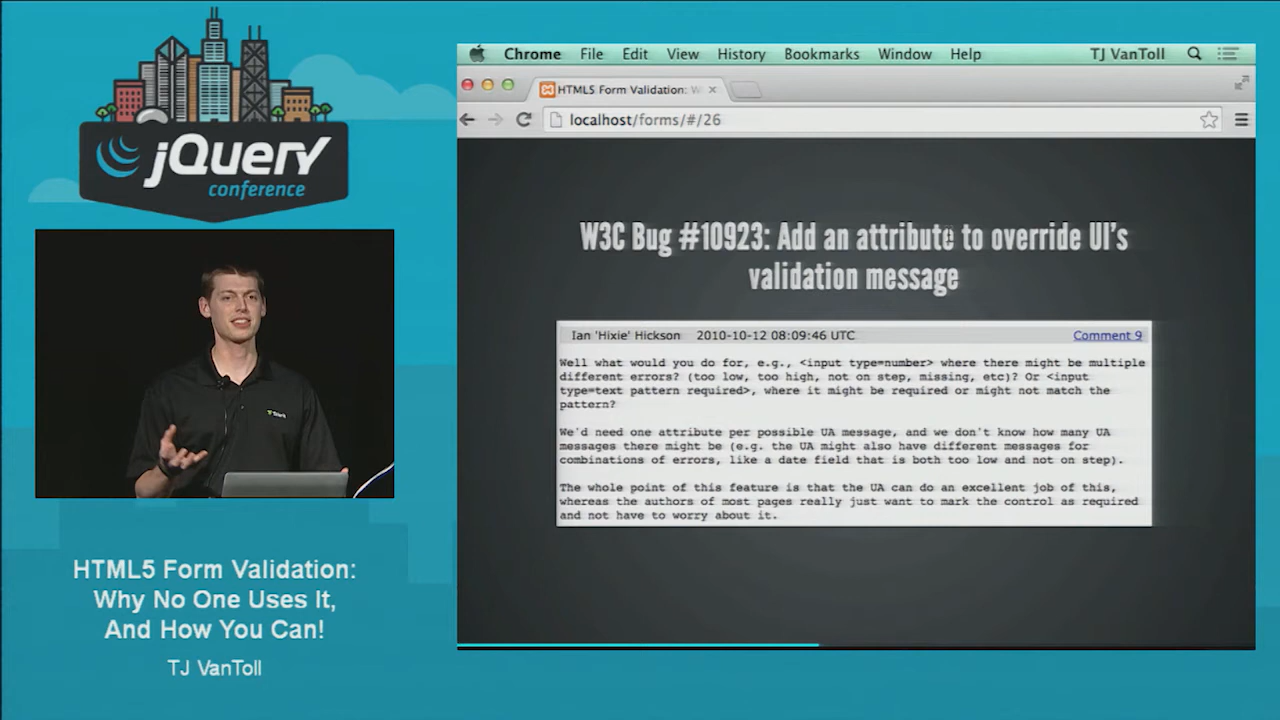 jQuery
conference
HTML5 Form Validation:
Why No One Uses It,
And How You Can!
TJ VanToll
Chrome File Edit View History Bookmarks Window Help TJ VanToll
HTML5 Form Validation: W
localhost/forms/#/26
W3C Bug #10923: Add an attribute to override UI's
validation message
Ian 'Hixie' Hickson 2010-10-12 08:09:46 UTC Comment 9
Well what would you do for, e.g., <input type=number> where there might be multiple
different errors? (too low, too high, not on step, missing, etc)? Or <input
type=text pattern required>, where it might be required or might not match the
pattern?
We'd need one attribute per possible UA message, and we don't know how many UA
messages there might be (e.g. the UA might also have different messages for
combinations of errors, like a date field that is both too low and not on step).
The whole point of this feature is that the UA can do an excellent job of this,
whereas the authors of most pages really just want to mark the control as required
and not have to worry about it.